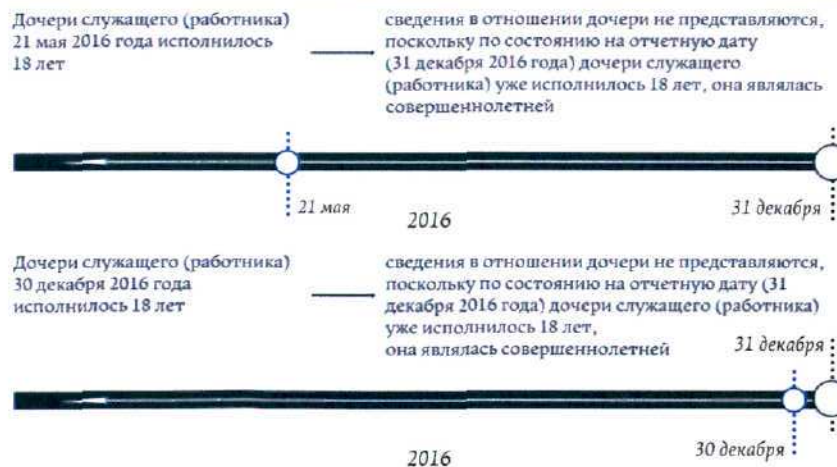 Дочери служащего (работника)
21 мая 2016 года исполнилось
18 лет
сведения в отношении дочери не представляются,
поскольку по состоянию на отчетную дату
(31 декабря 2016 года) дочери служащего
(работника) уже исполнилось 18 лет, она являлась
совершеннолетней
21 мая
2016
31 декабря
Дочери служащего (работника)
30 декабря 2016 года
исполнилось 18 лет
сведения в отношении дочери не представляются,
поскольку по состоянию на отчетную дату (31
декабря 2016 года) дочери служащего (работника)
уже исполнилось 18 лет,
она являлась совершеннолетней
31 декабря
30 декабря
2016